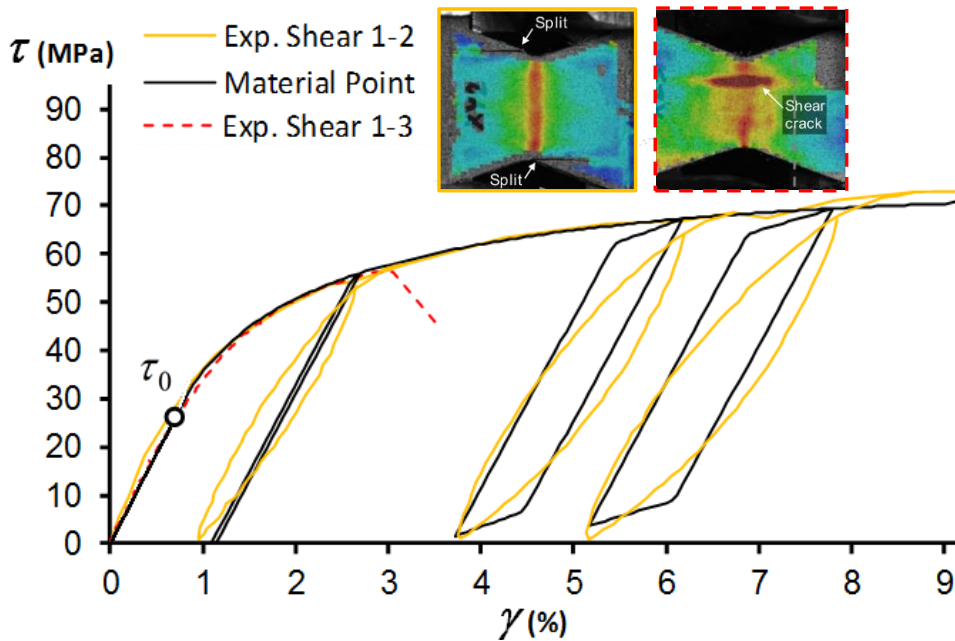 τ (MPa)
Exp. Shear 1-2
Material Point
Exp. Shear 1-3
Split
Split
Shear
crack
90
80
70
60
50
40
30
20
10
0
τ0
0 1 2 3 4 5 6 7 8 9
γ (%)